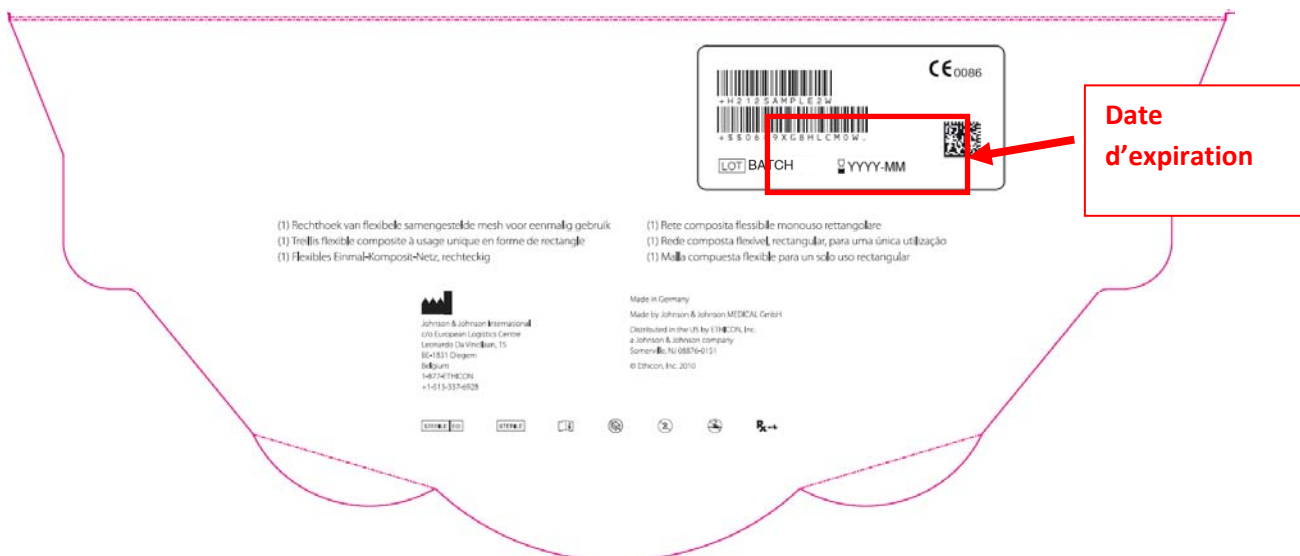 CE 0086
+H212SAMPLE2W
LOT BATCH
YYYY-MM
Date
d'expiration
(1) Rechthoek van flexibele samengestelde mesh voor eenmalig gebruik
(1) Treillis flexible composite à usage unique en forme de rectangle
(1) Flexibles Einmal-Komposit-Netz, rechteckig
(1) Rete composita flessibile monouso rettangolare
(1) Rede composta flexível, rectangular, para uma única utilização
(1) Malla compuesta flexible para un solo uso rectangular
Johnson & Johnson International
c/o European Logistics Centre
Leonardo Da Vincilaan, 15
BE-1831 Diegem
Belgium
1-877-ETHICON
+1-513-337-6928
Made in Germany
Made by Johnson & Johnson MEDICAL GmbH
Distributed in the US by ETHICON, Inc.
a Johnson & Johnson company
Somerville, NJ 08876-0151
© Ethicon, Inc. 2010
STERILE EO
STERILE
Rx